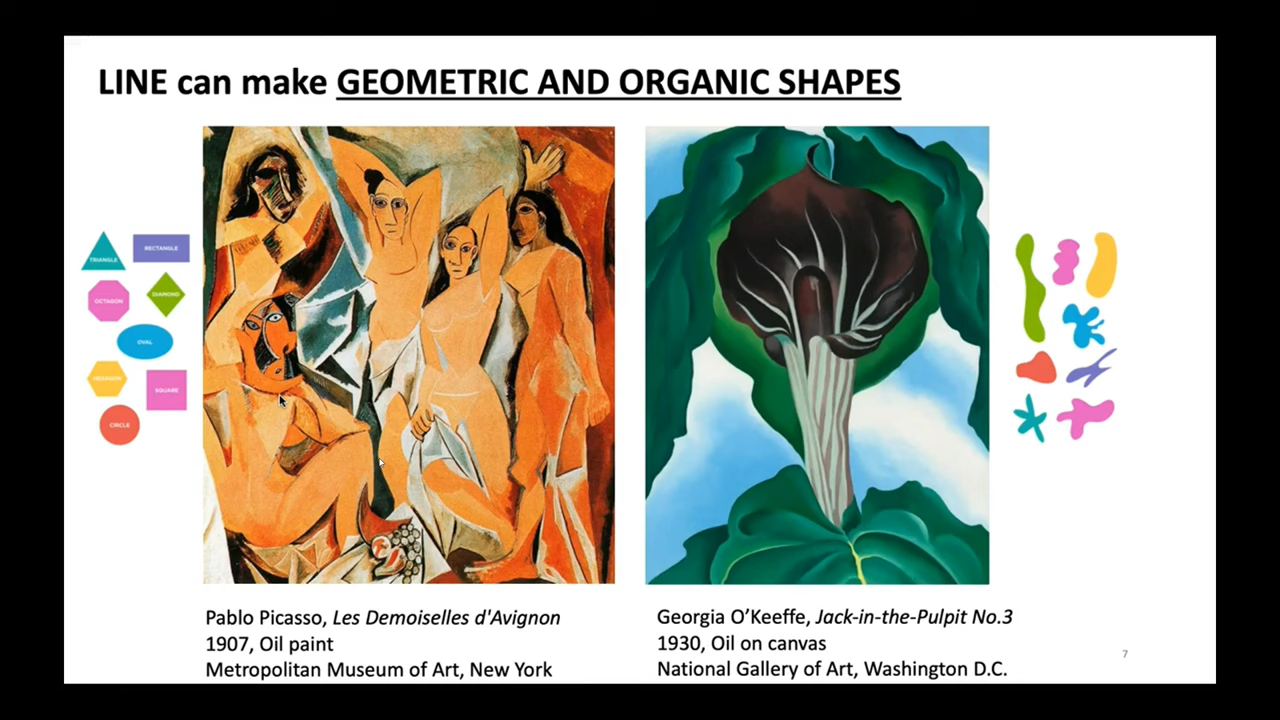 LINE can make GEOMETRIC AND ORGANIC SHAPES
TRIANGLE
RECTANGLE
OCTAGON
DIAMOND
OVAL
HEXAGON
SQUARE
CIRCLE
Pablo Picasso, Les Demoiselles d'Avignon
1907, Oil paint
Metropolitan Museum of Art, New York
Georgia O’Keeffe, Jack-in-the-Pulpit No.3
1930, Oil on canvas
National Gallery of Art, Washington D.C.
7